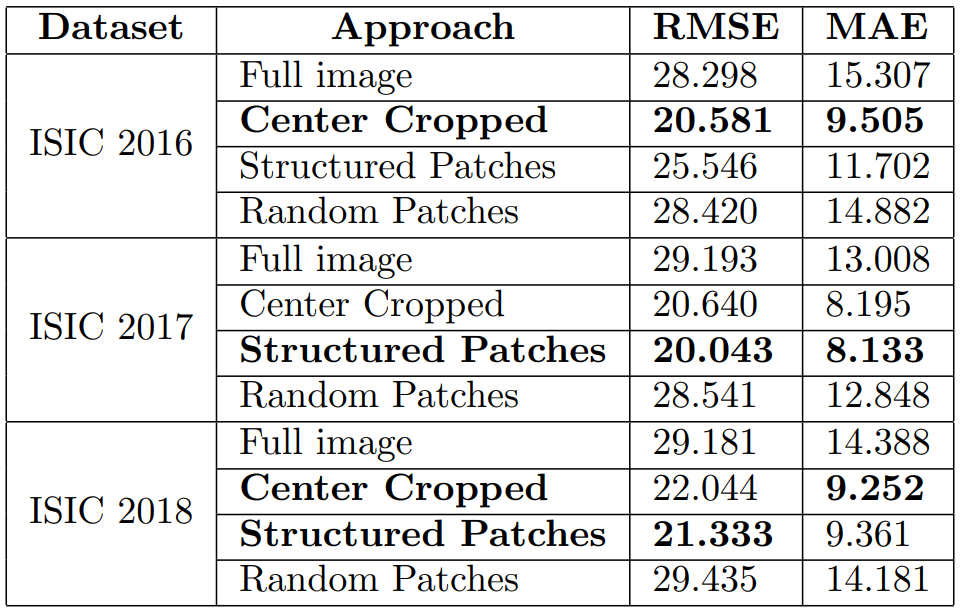 Dataset Approach RMSE MAE
ISIC 2016
Full image 28.298 15.307
Center Cropped 20.581 9.505
Structured Patches 25.546 11.702
Random Patches 28.420 14.882
ISIC 2017
Full image 29.193 13.008
Center Cropped 20.640 8.195
Structured Patches 20.043 8.133
Random Patches 28.541 12.848
ISIC 2018
Full image 29.181 14.388
Center Cropped 22.044 9.252
Structured Patches 21.333 9.361
Random Patches 29.435 14.181